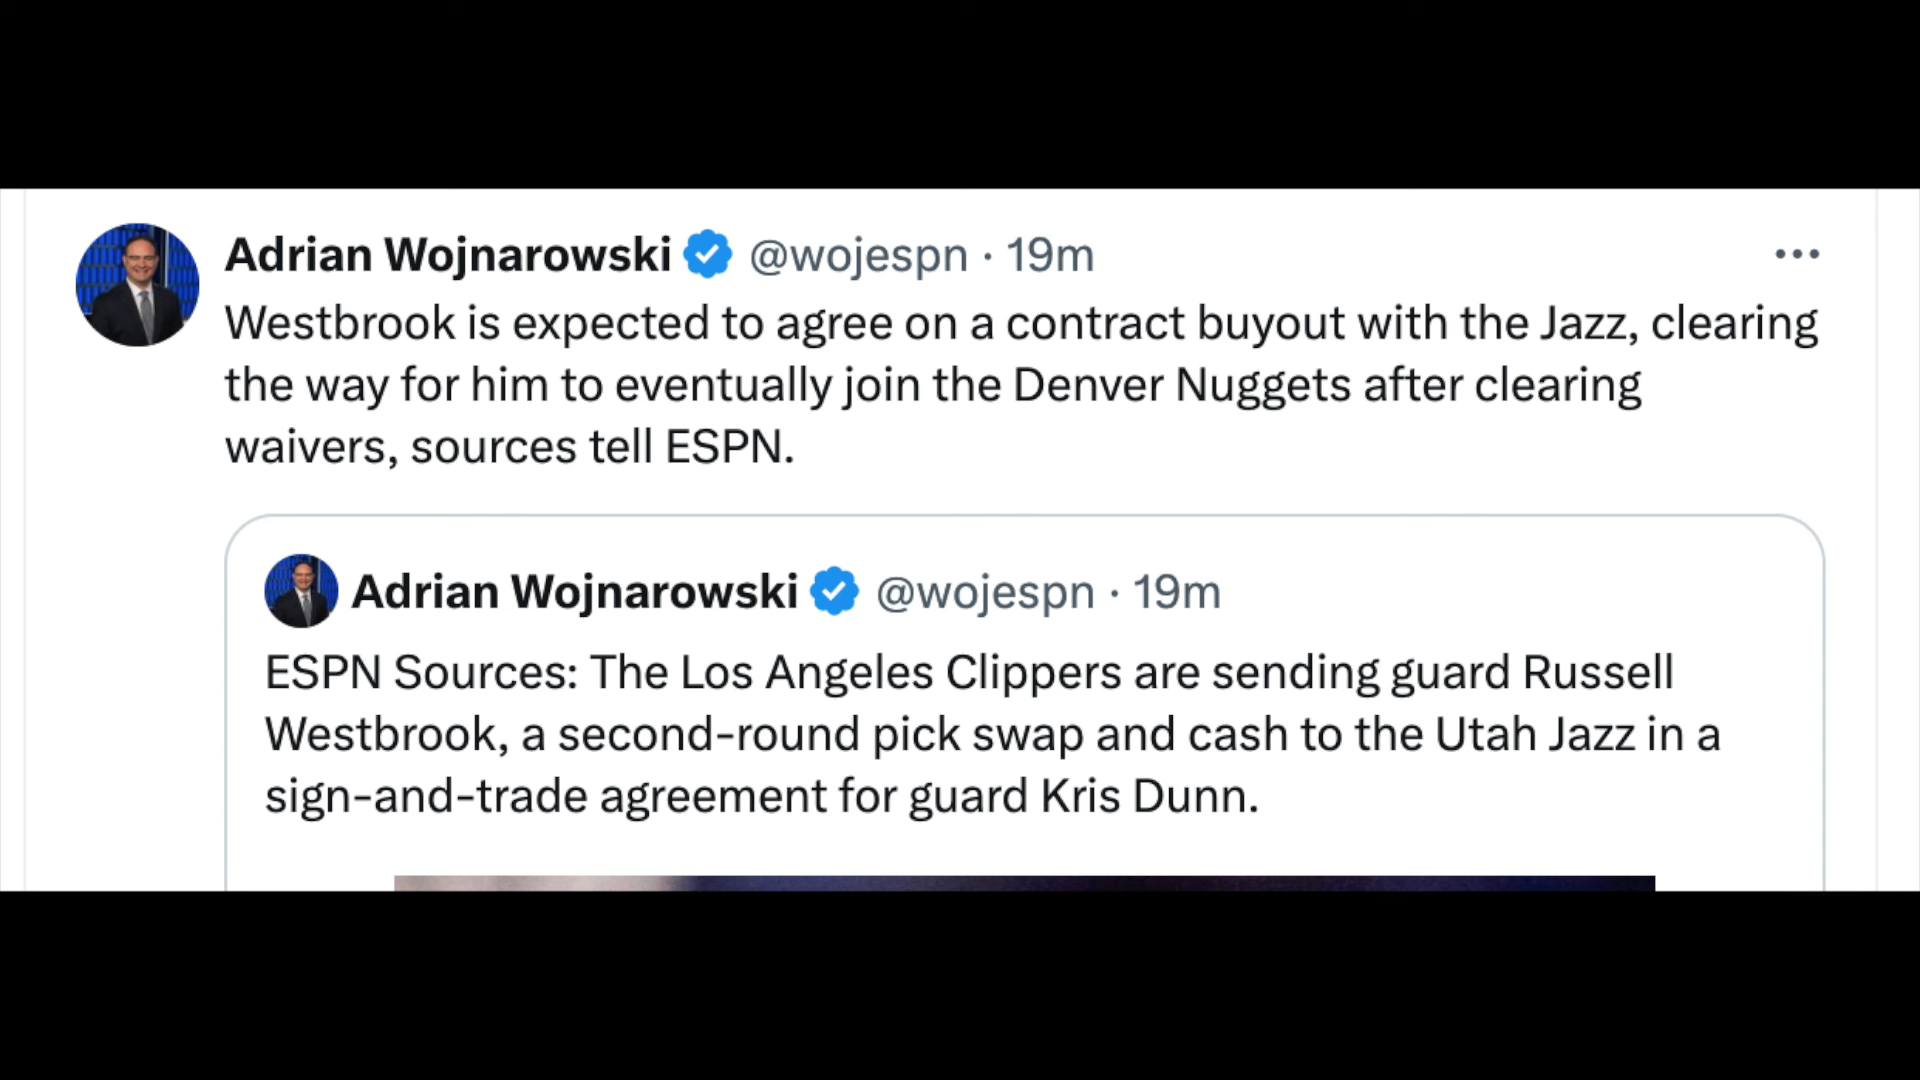 Adrian Wojnarowski @wojespn · 19m
Westbrook is expected to agree on a contract buyout with the Jazz, clearing
the way for him to eventually join the Denver Nuggets after clearing
waivers, sources tell ESPN.
Adrian Wojnarowski @wojespn · 19m
ESPN Sources: The Los Angeles Clippers are sending guard Russell
Westbrook, a second-round pick swap and cash to the Utah Jazz in a
sign-and-trade agreement for guard Kris Dunn.